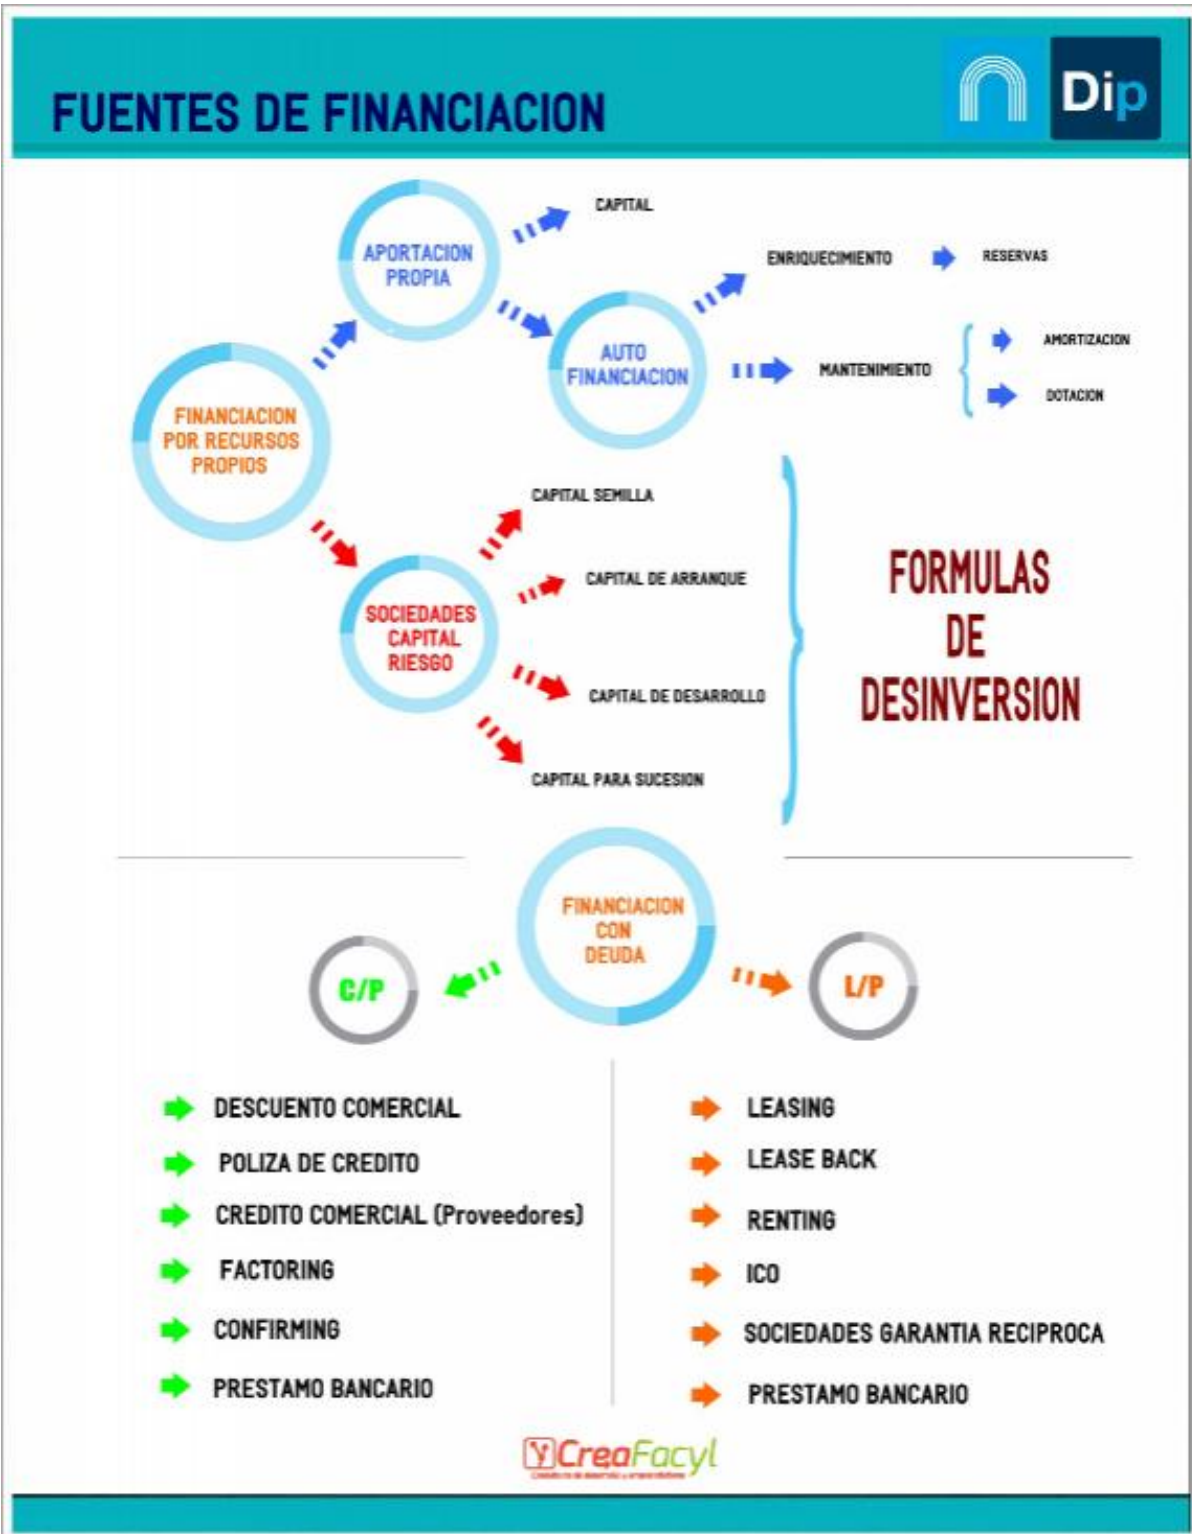 FUENTES DE FINANCIACION
Dip
CAPITAL
APORTACION
PROPIA
ENRIQUECIMIENTO
RESERVAS
AUTO
FINANCIACION
MANTENIMIENTO
AMORTIZACION
DOTACION
FINANCIACION
POR RECURSOS
PROPIOS
CAPITAL SEMILLA
CAPITAL DE ARRANQUE
SOCIEDADES
CAPITAL
RIESGO
CAPITAL DE DESARROLLO
CAPITAL PARA SUCESION
FORMULAS
DE
DESINVERSION
FINANCIACION
CON
DEUDA
C/P
L/P
DESCUENTO COMERCIAL
POLIZA DE CREDITO
CREDITO COMERCIAL (Proveedores)
FACTORING
CONFIRMING
PRESTAMO BANCARIO
LEASING
LEASE BACK
RENTING
ICO
SOCIEDADES GARANTIA RECIPROCA
PRESTAMO BANCARIO
CreaFacyl